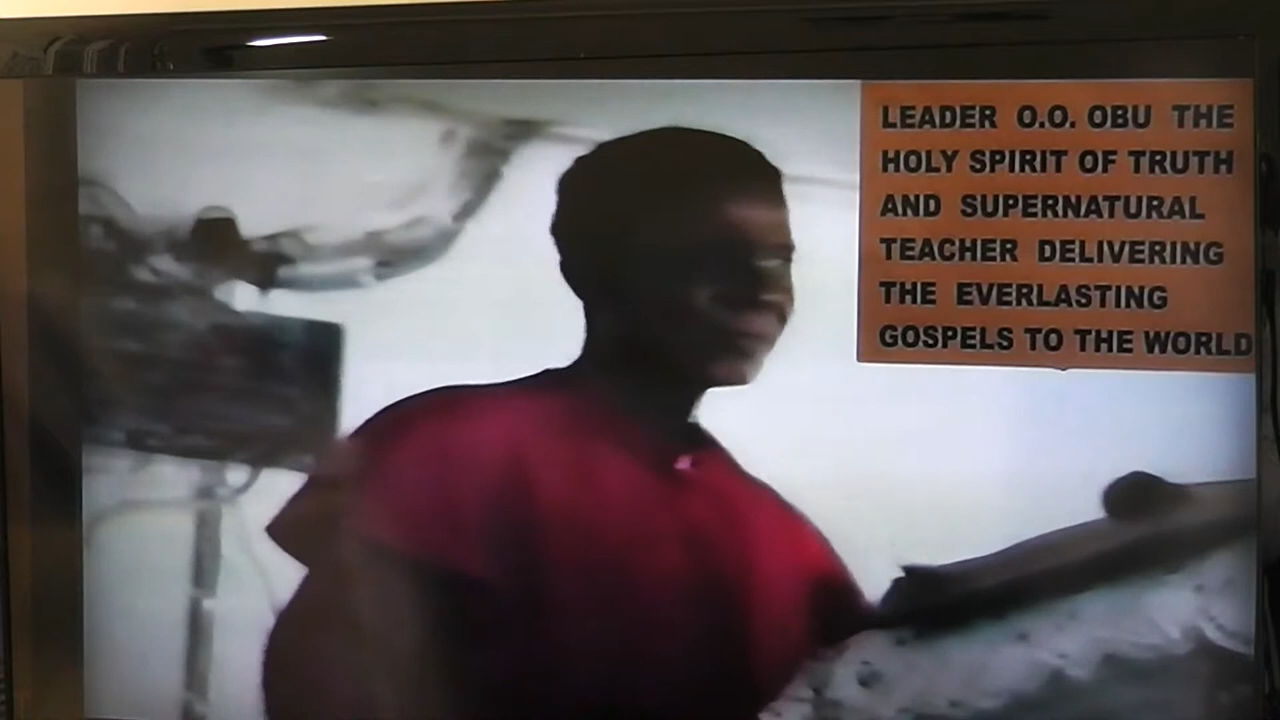 LEADER O.O. OBU THE
HOLY SPIRIT OF TRUTH
AND SUPERNATURAL
TEACHER DELIVERING
THE EVERLASTING
GOSPELS TO THE WORLD